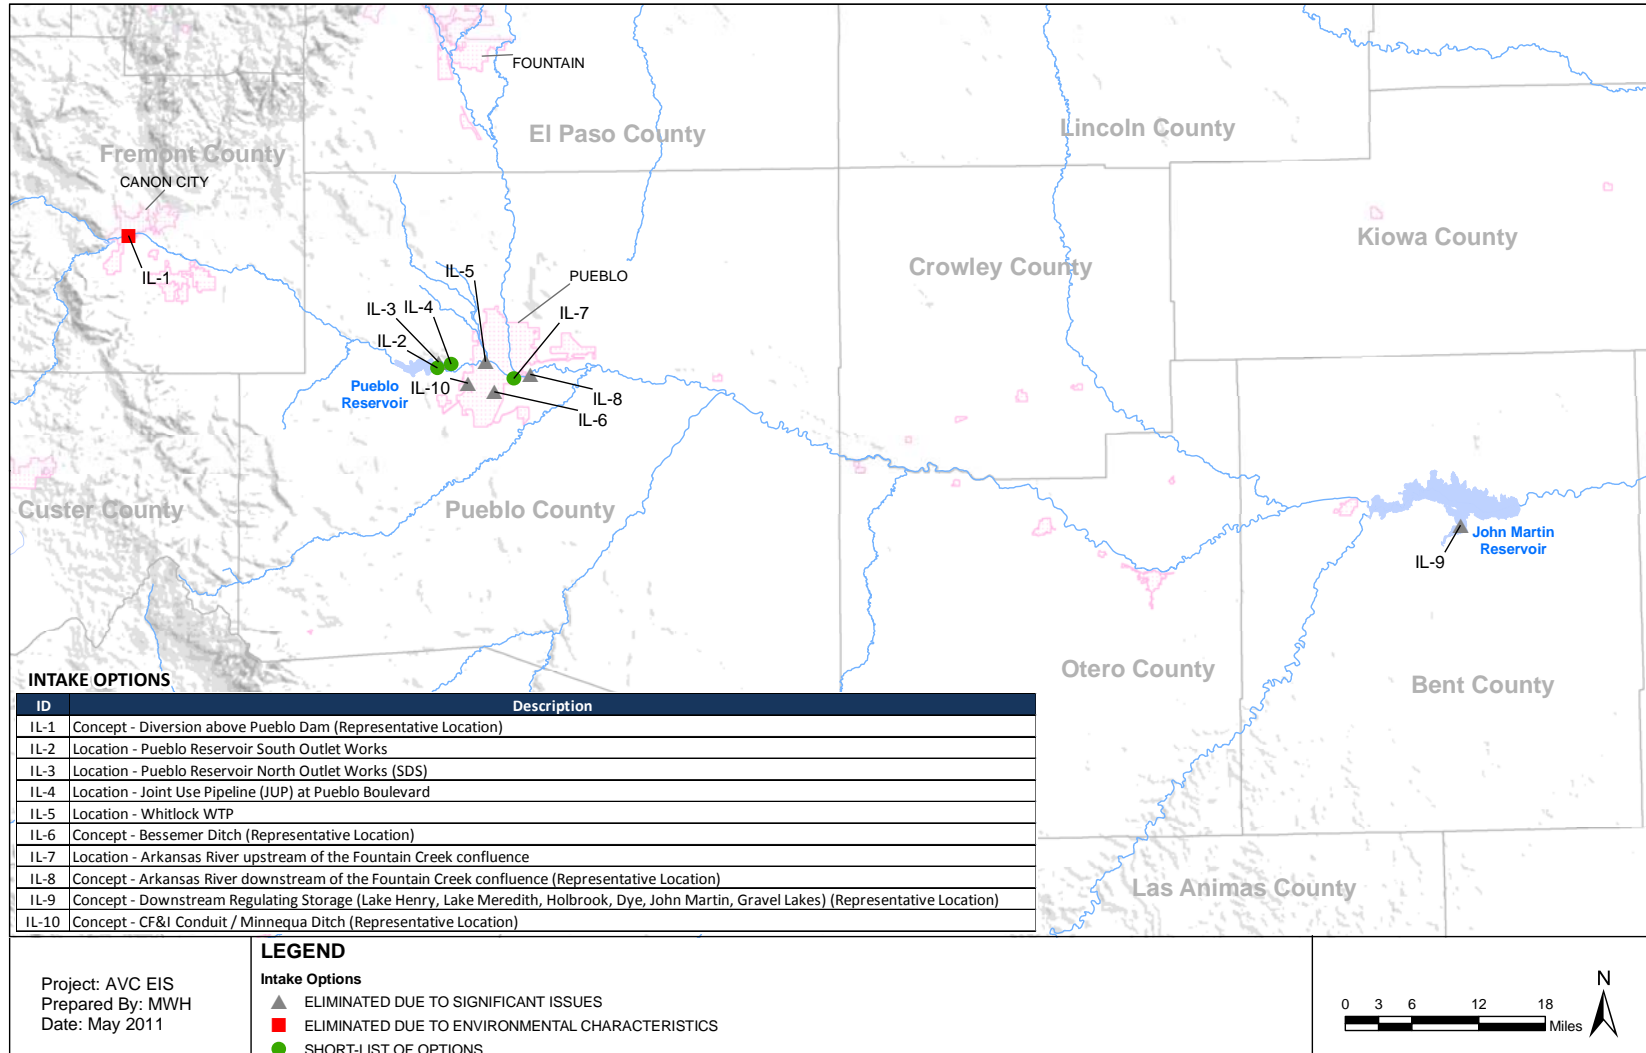 FOUNTAIN
El Paso County
Lincoln County
Fremont County
CANON CITY
Kiowa County
Crowley County
IL-1
IL-5
PUEBLO
IL-3
IL-4
IL-7
IL-2
Pueblo
Reservoir
IL-10
IL-8
IL-6
Custer County
Pueblo County
John Martin
Reservoir
IL-9
Otero County
Bent County
Las Animas County
INTAKE OPTIONS
ID Description
IL-1 Concept - Diversion above Pueblo Dam (Representative Location)
IL-2 Location - Pueblo Reservoir South Outlet Works
IL-3 Location - Pueblo Reservoir North Outlet Works (SDS)
IL-4 Location - Joint Use Pipeline (JUP) at Pueblo Boulevard
IL-5 Location - Whitlock WTP
IL-6 Concept - Bessemer Ditch (Representative Location)
IL-7 Location - Arkansas River upstream of the Fountain Creek confluence
IL-8 Concept - Arkansas River downstream of the Fountain Creek confluence (Representative Location)
IL-9 Concept - Downstream Regulating Storage (Lake Henry, Lake Meredith, Holbrook, Dye, John Martin, Gravel Lakes) (Representative Location)
IL-10 Concept - CF&I Conduit / Minnequa Ditch (Representative Location)
Project: AVC EIS
Prepared By: MWH
Date: May 2011
LEGEND
Intake Options
ELIMINATED DUE TO SIGNIFICANT ISSUES
ELIMINATED DUE TO ENVIRONMENTAL CHARACTERISTICS
SHORT-LIST OF OPTIONS
0 3 6 12 18
Miles
N